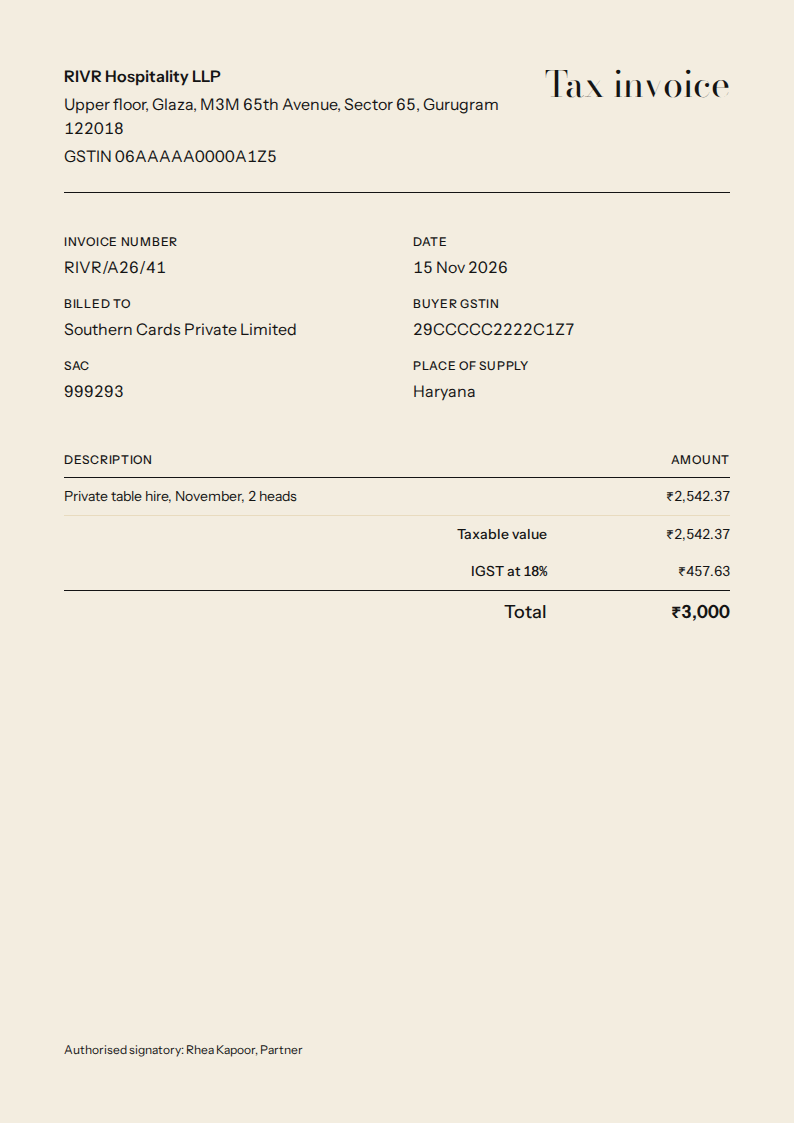 RIVR Hospitality LLP
Tax invoice
Upper floor, Glaza, M3M 65th Avenue, Sector 65, Gurugram
122018
GSTIN 06AAAAA0000A1Z5
INVOICE NUMBER
DATE
RIVR/A26/41
15 Nov 2026
BILLED TO
BUYER GSTIN
Southern Cards Private Limited
29CCCCC2222C1Z7
SAC
PLACE OF SUPPLY
999293
Haryana
DESCRIPTION
AMOUNT
Private table hire, November, 2 heads
₹2,542.37
Taxable value
₹2,542.37
IGST at 18%
₹457.63
Total
₹3,000
Authorised signatory: Rhea Kapoor, Partner